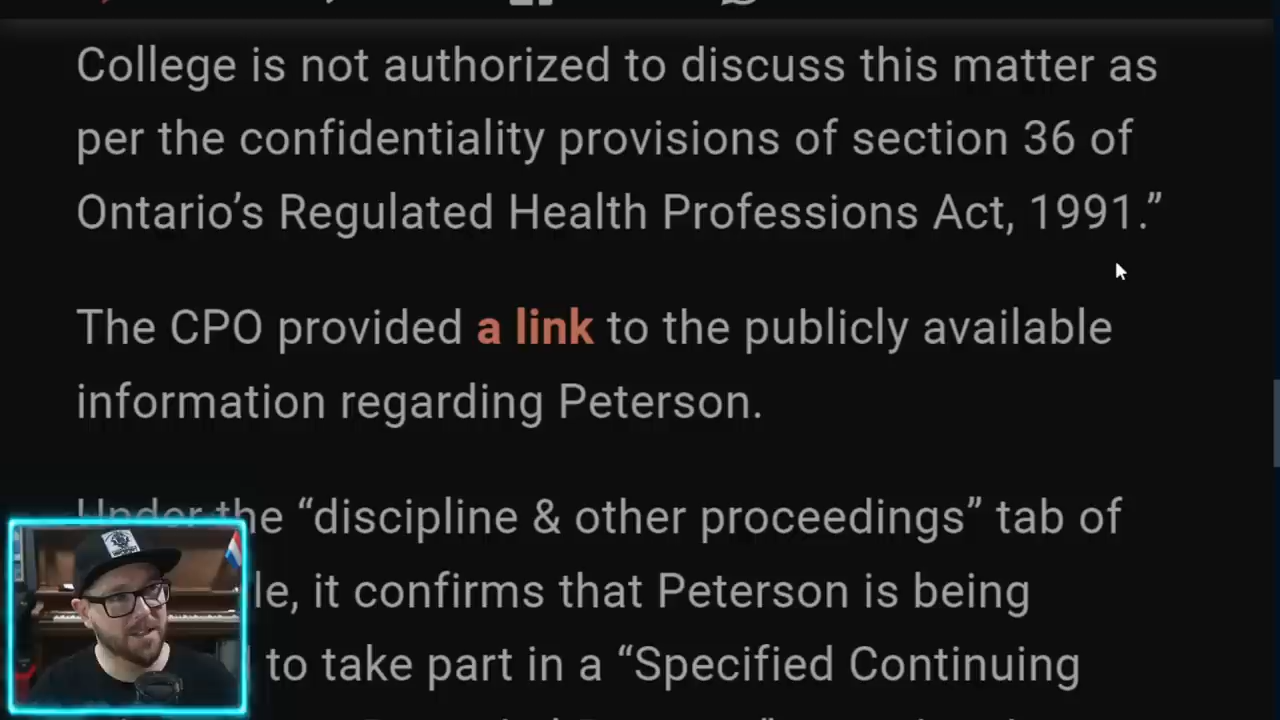 College is not authorized to discuss this matter as
per the confidentiality provisions of section 36 of
Ontario’s Regulated Health Professions Act, 1991.”
The CPO provided a link to the publicly available
information regarding Peterson.
Under the “discipline & other proceedings” tab of
le, it confirms that Peterson is being
to take part in a “Specified Continuing